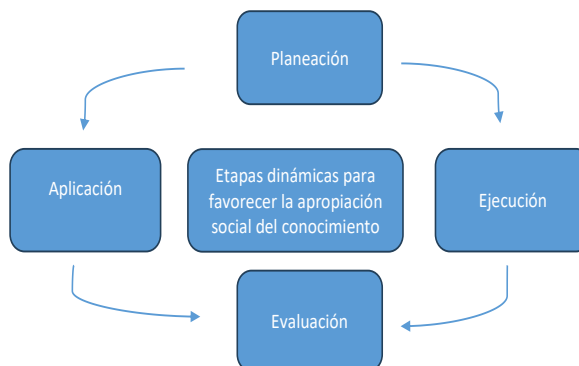 Planeación
Aplicación
Etapas dinámicas para
favorecer la apropiación
social del conocimiento
Ejecución
Evaluación